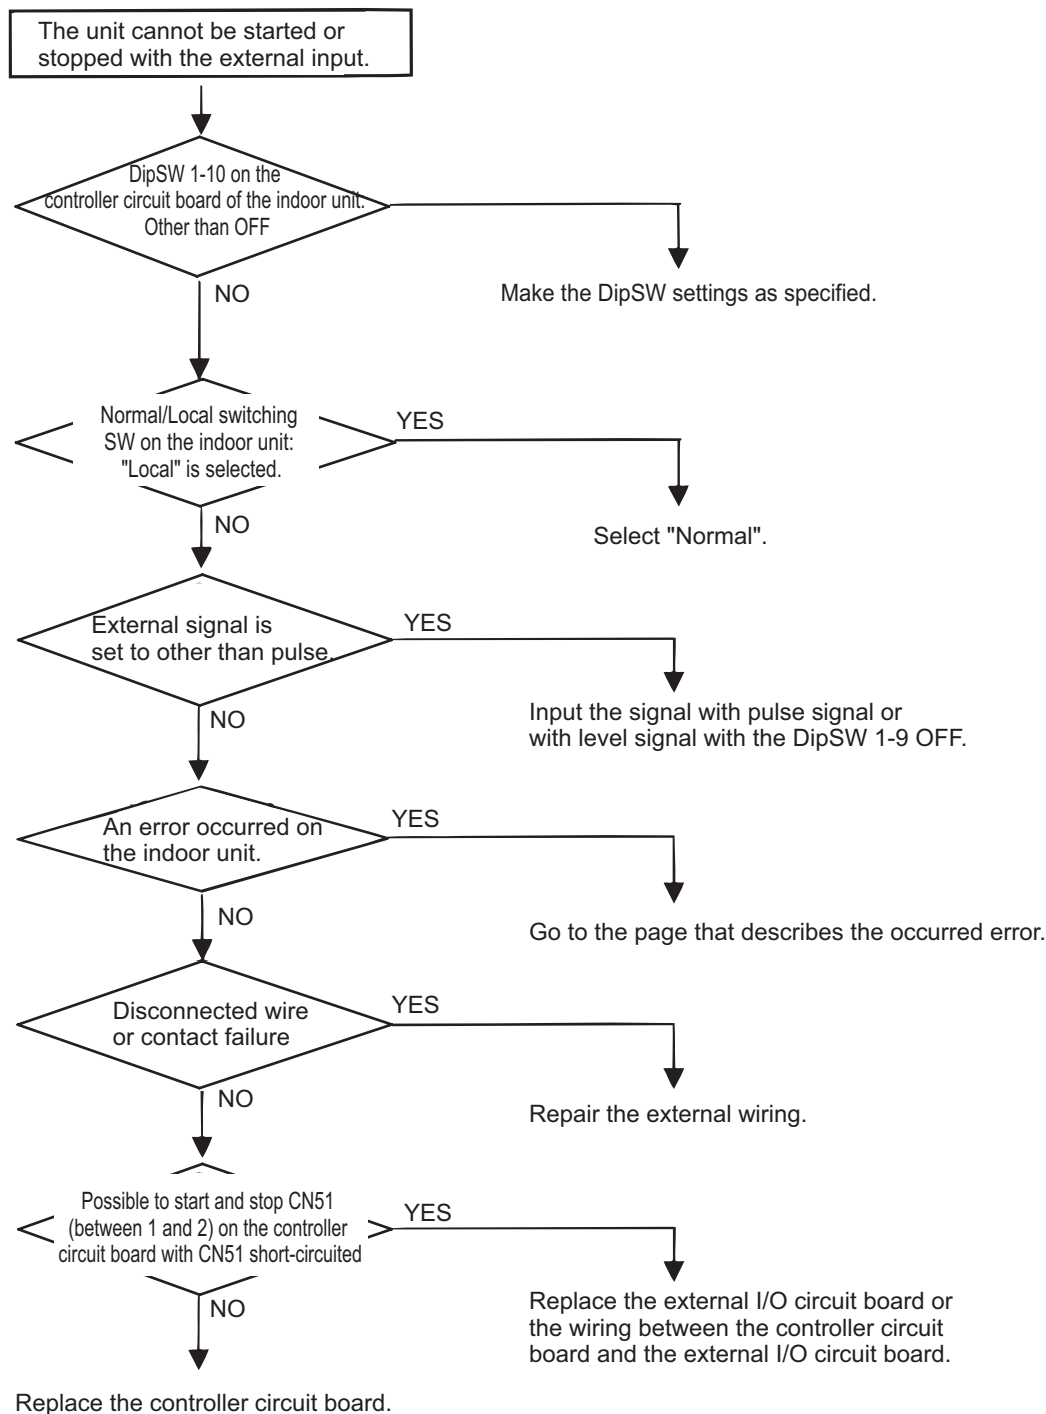 The unit cannot be started or
stopped with the external input.
DipSW 1-10 on the
controller circuit board of the indoor unit:
Other than OFF
NO
Make the DipSW settings as specified.
Normal/Local switching
SW on the indoor unit:
"Local" is selected.
YES
NO
Select "Normal".
External signal is
set to other than pulse.
YES
NO
Input the signal with pulse signal or
with level signal with the DipSW 1-9 OFF.
An error occurred on
the indoor unit.
YES
NO
Go to the page that describes the occurred error.
Disconnected wire
or contact failure
YES
NO
Repair the external wiring.
Possible to start and stop CN51
(between 1 and 2) on the controller
circuit board with CN51 short-circuited
YES
NO
Replace the external I/O circuit board or
the wiring between the controller circuit
board and the external I/O circuit board.
Replace the controller circuit board.